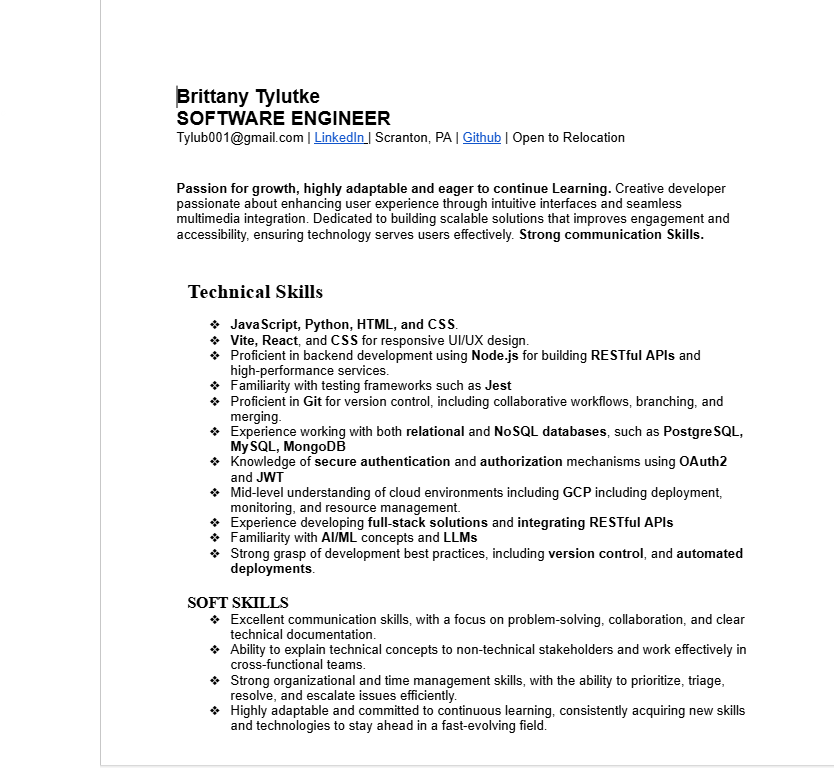 Brittany Tylutke
SOFTWARE ENGINEER
Tylub001@gmail.com | LinkedIn | Scranton, PA | Github | Open to Relocation
Passion for growth, highly adaptable and eager to continue Learning. Creative developer
passionate about enhancing user experience through intuitive interfaces and seamless
multimedia integration. Dedicated to building scalable solutions that improves engagement and
accessibility, ensuring technology serves users effectively. Strong communication Skills.
Technical Skills
❖ JavaScript, Python, HTML, and CSS.
❖ Vite, React, and CSS for responsive UI/UX design.
❖ Proficient in backend development using Node.js for building RESTful APIs and
high-performance services.
❖ Familiarity with testing frameworks such as Jest
❖ Proficient in Git for version control, including collaborative workflows, branching, and
merging.
❖ Experience working with both relational and NoSQL databases, such as PostgreSQL,
MySQL, MongoDB
❖ Knowledge of secure authentication and authorization mechanisms using OAuth2
and JWT
❖ Mid-level understanding of cloud environments including GCP including deployment,
monitoring, and resource management.
❖ Experience developing full-stack solutions and integrating RESTful APIs
❖ Familiarity with AI/ML concepts and LLMs
❖ Strong grasp of development best practices, including version control, and automated
deployments.
SOFT SKILLS
❖ Excellent communication skills, with a focus on problem-solving, collaboration, and clear
technical documentation.
❖ Ability to explain technical concepts to non-technical stakeholders and work effectively in
cross-functional teams.
❖ Strong organizational and time management skills, with the ability to prioritize, triage,
resolve, and escalate issues efficiently.
❖ Highly adaptable and committed to continuous learning, consistently acquiring new skills
and technologies to stay ahead in a fast-evolving field.